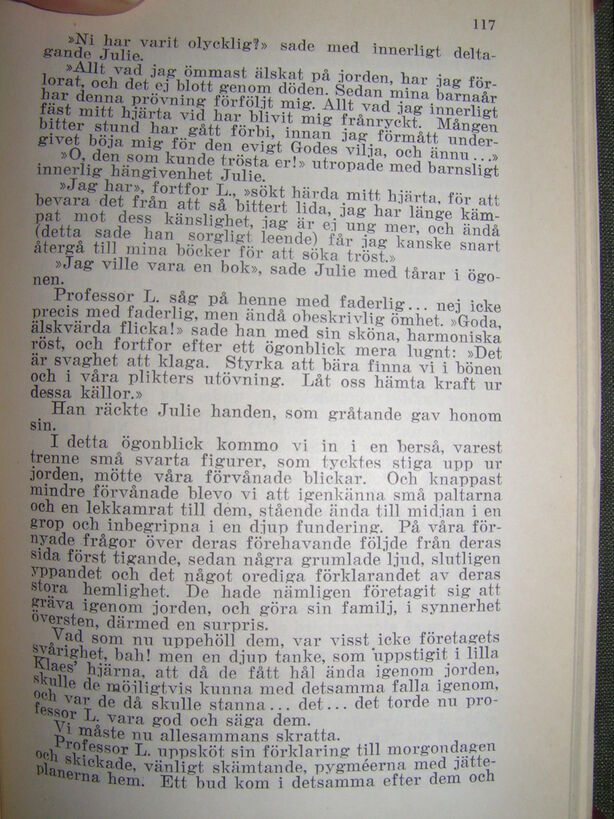 117
»Ni har varit olycklig?» sade med innerligt delta-
gande Julie.
»Allt vad jag ömmast älskat på jorden, har jag för-
lorat, och det ej blott genom döden. Sedan mina barnaår
har denna prövning förföljt mig. Allt vad jag innerligt
fäst mitt hjärta vid har blivit mig frånryckt. Mången
bitter stund har gått förbi, innan jag förmått under-
givet böja mig för den evigt Godes vilja, och ännu ...»
»O, den som kunde trösta er!» utropade med barnsligt
innerlig hängivenhet Julie.
»Jag har», fortfor L., »sökt härda mitt hjärta, för att
bevara det från att så bittert lida, jag har länge käm-
pat mot dess känslighet, jag är ej ung mer, och ändå
(detta sade han sorgligt leende) får jag kanske snart
återgå till mina böcker för att söka tröst.»
»Jag ville vara en bok», sade Julie med tårar i ögo-
nen.
Professor L. såg på henne med faderlig... nej icke
precis med faderlig, men ändå obeskrivlig ömhet. »Goda,
älskvärda flicka!» sade han med sin sköna, harmoniska
röst, och fortfor efter ett ögonblick mera lugnt: »Det
är svaghet att klaga. Styrka att bära finna vi i bönen
och i våra plikters utövning. Låt oss hämta kraft ur
dessa källor.»
Han räckte Julie handen, som gråtande gav honom
sin.
I detta ögonblick kommo vi in i en berså, varest
trenne små svarta figurer, som tycktes stiga upp ur
jorden, mötte våra förvånade blickar. Och knappast
mindre förvånade blevo vi att igenkänna små paltarna
och en lekkamrat till dem, stående ända till midjan i en
grop och inbegripna i en djup fundering. På våra för-
nyade frågor över deras förehavande följde från deras
sida först tigande, sedan några grumlade ljud, slutligen
yppandet och det något orediga förklarandet av deras
stora hemlighet. De hade nämligen företagit sig att
gräva igenom jorden, och göra sin familj, i synnerhet
översten, därmed en surpris.
Vad som nu uppehöll dem, var visst icke företagets
svårighet, bah! men en djup tanke, som uppstigit i lilla
Klaes' hjärna, att då de fått hål ända igenom jorden,
skulle de möjligtvis kunna med detsamma falla igenom,
och var de då skulle stanna... det... det torde nu pro-
fessor L. vara god och säga dem.
Vi måste nu allesammans skratta.
Professor L. uppsköt sin förklaring till morgondagen
och skickade, vänligt skämtande, pygméerna med jätte-
planerna hem. Ett bud kom i detsamma efter dem och